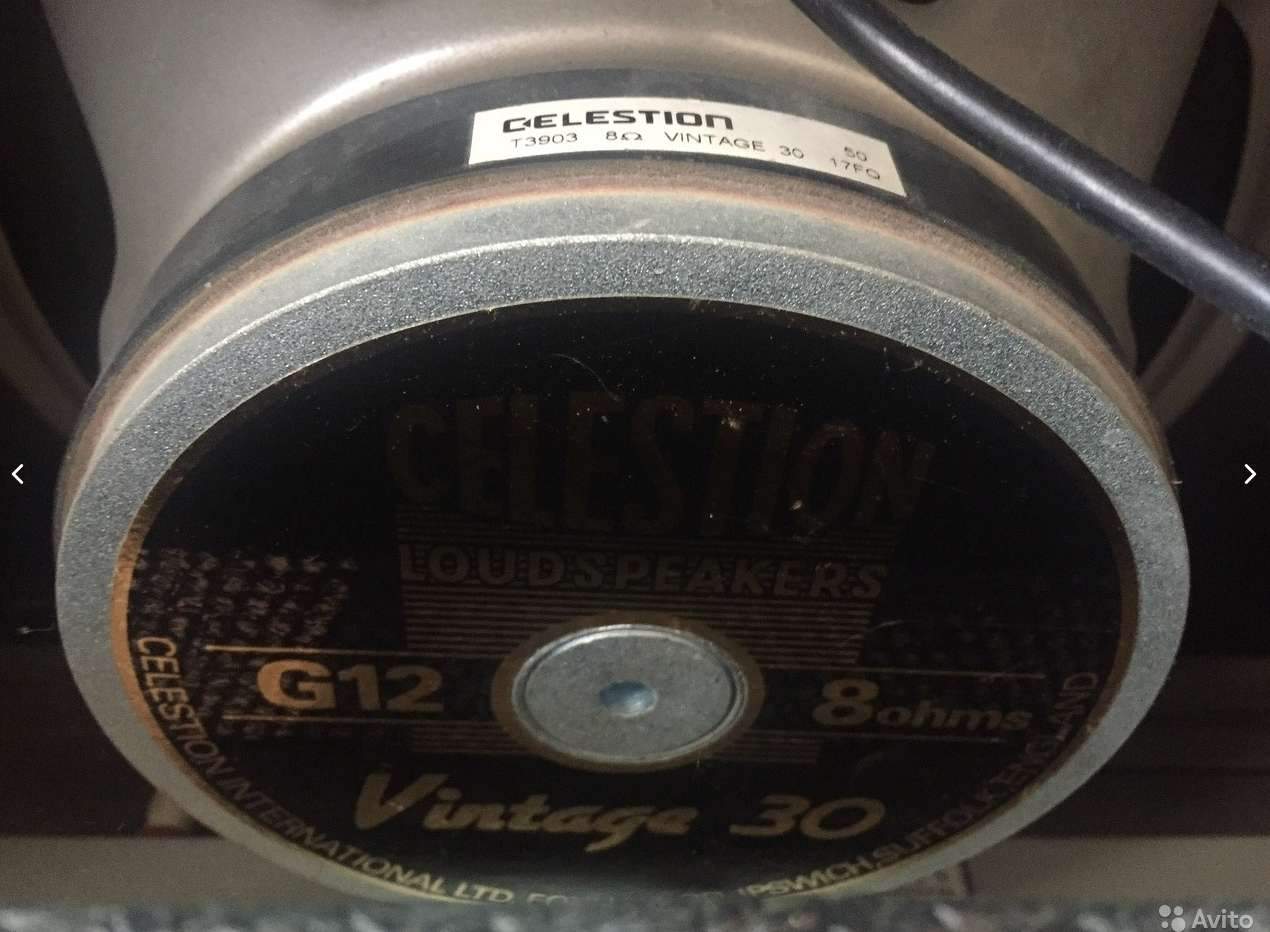 CELESTION
T3903 8Ω VINTAGE 30 50
17FQ
CELESTION
LOUDSPEAKERS
G12 8ohms
Vintage 30
CELESTION INTERNATIONAL LTD. IPSWICH, SUFFOLK, ENGLAND
Avito